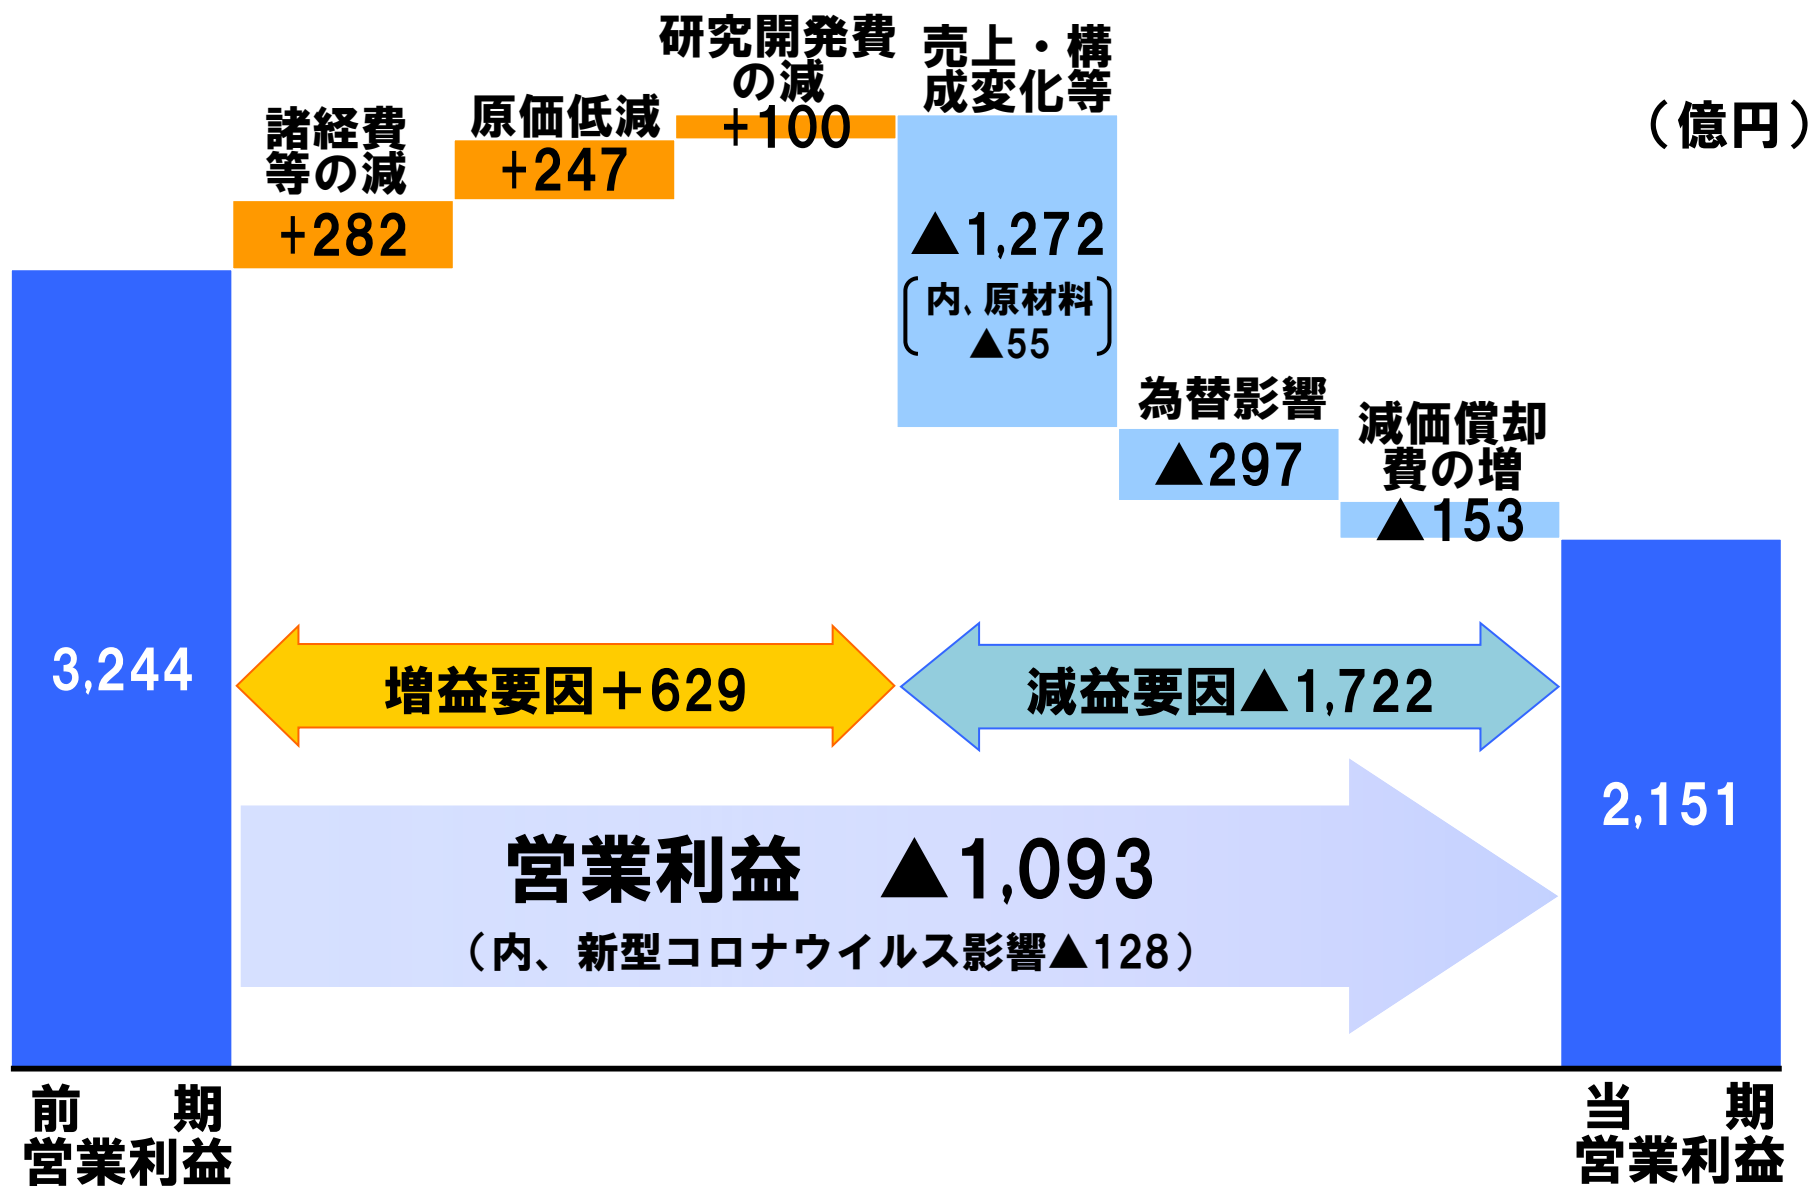 （億円）
諸経費
等の減
+282
原価低減
+247
研究開発費
の減
+100
売上・構
成変化等
▲1,272
内、原材料
▲55
為替影響
▲297
減価償却
費の増
▲153
3,244
増益要因＋629
減益要因▲1,722
2,151
営業利益　▲1,093
（内、新型コロナウイルス影響▲128）
前　期
営業利益
当　期
営業利益